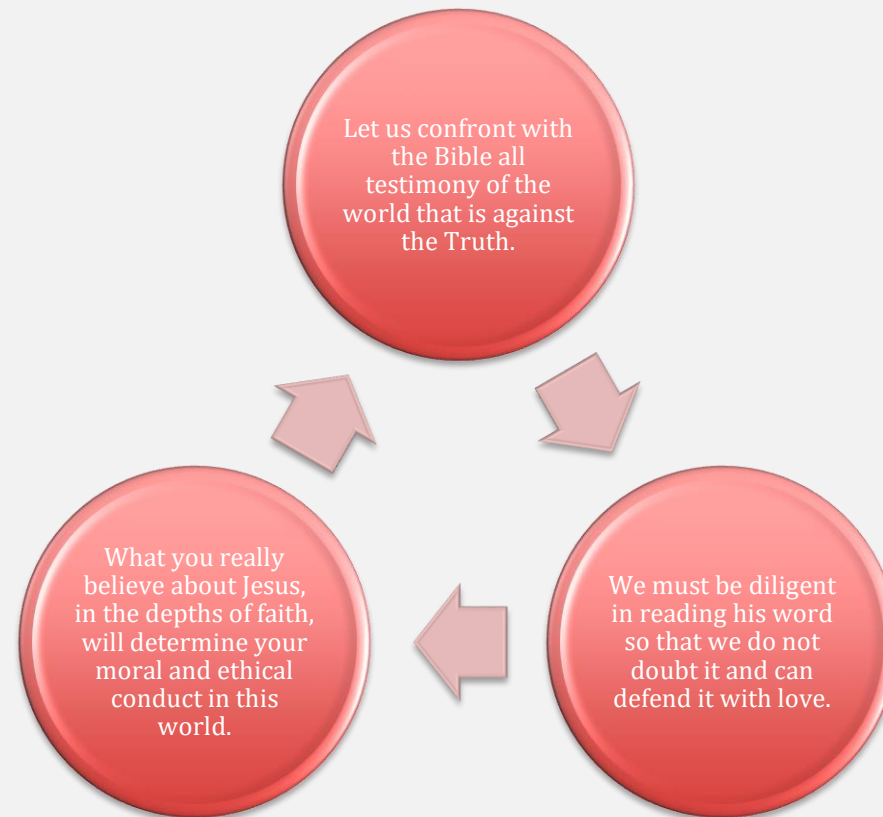 Let us confront with
the Bible all
testimony of the
world that is against
the Truth.
We must be diligent
in reading his word
so that we do not
doubt it and can
defend it with love.
What you really
believe about Jesus,
in the depths of faith,
will determine your
moral and ethical
conduct in this
world.